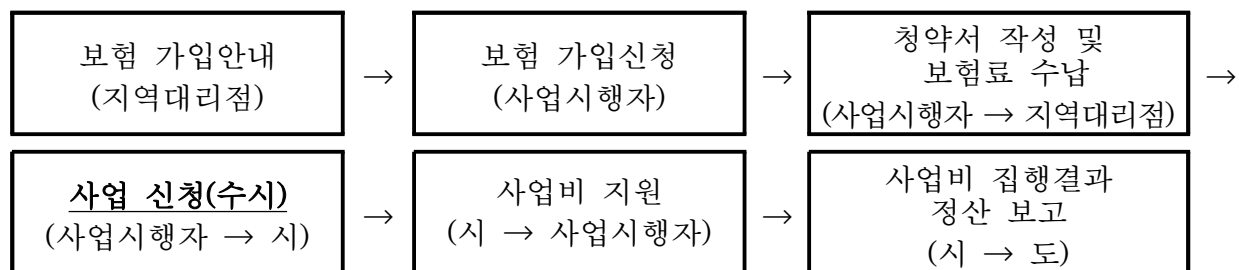 보험 가입안내
(지역대리점)
→
보험 가입신청
(사업시행자)
→
청약서 작성 및
보험료 수납
(사업시행자 → 지역대리점)
→
사업 신청(수시)
(사업시행자 → 시)
→
사업비 지원
(시 → 사업시행자)
→
사업비 집행결과
정산 보고
(시 → 도)